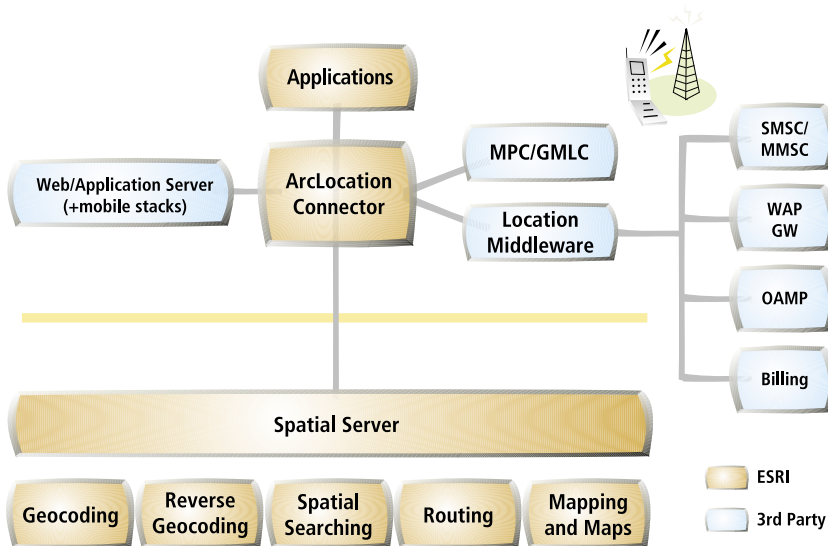 Applications
SMSC/
MMSC
MPC/GMLC
Web/Application Server
(+mobile stacks)
ArcLocation
Connector
Location
Middleware
WAP
GW
OAMP
Billing
Spatial Server
Geocoding
Reverse
Geocoding
Spatial
Searching
Routing
Mapping
and Maps
ESRI
3rd Party